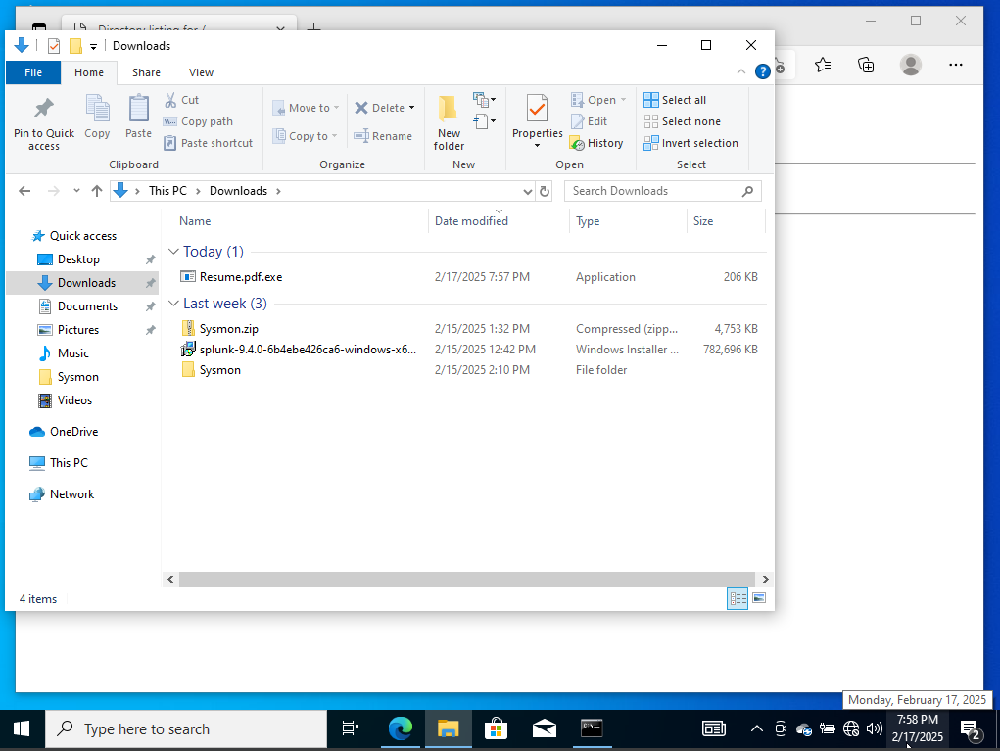 Directory listing for /
Downloads
File
Home
Share
View
Pin to Quick
access
Copy
Paste
Cut
Copy path
Paste shortcut
Clipboard
Move to
Copy to
Delete
Rename
Organize
New
folder
New
Properties
Open
Edit
History
Open
Select all
Select none
Invert selection
Select
This PC > Downloads >
Search Downloads
Quick access
Desktop
Downloads
Documents
Pictures
Music
Sysmon
Videos
OneDrive
This PC
Network
Name Date modified Type Size
Today (1)
Resume.pdf.exe 2/17/2025 7:57 PM Application 206 KB
Last week (3)
Sysmon.zip 2/15/2025 1:32 PM Compressed (zipp... 4,753 KB
splunk-9.4.0-6b4ebe426ca6-windows-x6... 2/15/2025 12:42 PM Windows Installer ... 782,696 KB
Sysmon 2/15/2025 2:10 PM File folder
4 items
Monday, February 17, 2025
Type here to search
7:58 PM
2/17/2025
2